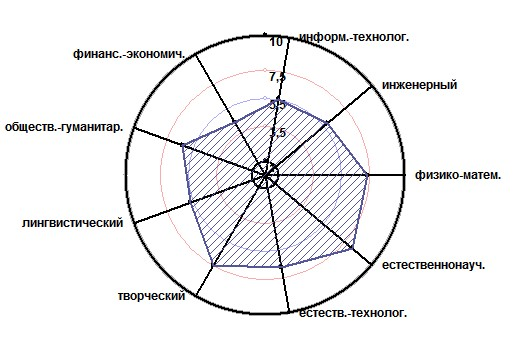 10
информ.-технолог.
финанс.-экономич.
7,5
инженерный
5,5
обществ.-гуманитар.
3,5
физико-матем.
лингвистический
естественнонауч.
творческий
естеств.-технолог.